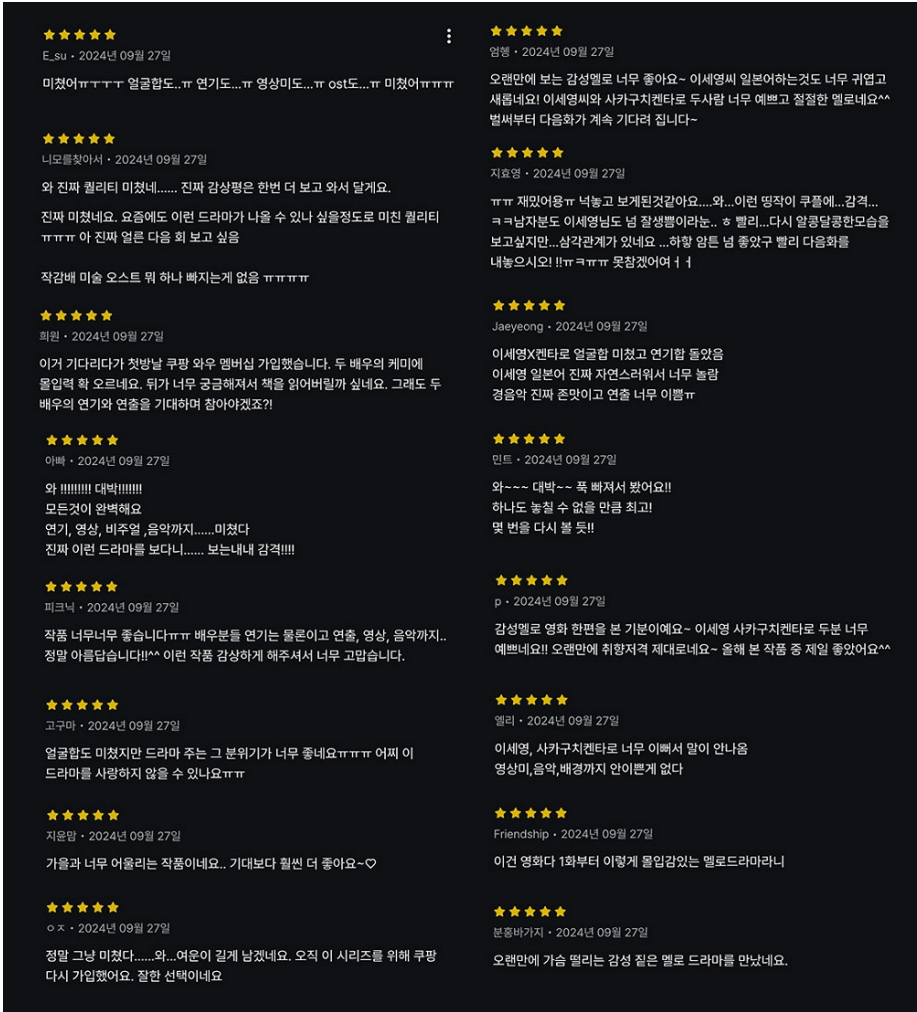 E_su • 2024년 09월 27일
미쳤어ㅠㅜㅜㅜ 얼굴합도..ㅠ 연기도...ㅠ 영상미도...ㅠ ost도...ㅠ 미쳤어ㅠㅠㅠ
니모를찾아서 • 2024년 09월 27일
와 진짜 퀄리티 미쳤네...... 진짜 감상평은 한번 더 보고 와서 달게요.
진짜 미쳤네요. 요즘에도 이런 드라마가 나올 수 있나 싶을정도로 미친 퀄리티
ㅠㅠㅠ 아 진짜 얼른 다음 회 보고 싶음
작감배 미술 오스트 뭐 하나 빠지는게 없음 ㅠㅠㅠㅠ
희원 • 2024년 09월 27일
이거 기다리다가 첫방날 쿠팡 와우 멤버십 가입했습니다. 두 배우의 케미에
몰입력 확 오르네요. 뒤가 너무 궁금해져서 책을 읽어버릴까 싶네요. 그래도 두
배우의 연기와 연출을 기대하며 참아야겠죠?!
아빠 • 2024년 09월 27일
와 !!!!!!!!! 대박!!!!!!!
모든것이 완벽해요
연기, 영상, 비주얼 ,음악까지......미쳤다
진짜 이런 드라마를 보다니...... 보는내내 감격!!!!
피크닉 • 2024년 09월 27일
작품 너무너무 좋습니다ㅠㅠ 배우분들 연기는 물론이고 연출, 영상, 음악까지..
정말 아름답습니다!!^^ 이런 작품 감상하게 해주셔서 너무 고맙습니다.
고구마 • 2024년 09월 27일
얼굴합도 미쳤지만 드라마 주는 그 분위기가 너무 좋네요ㅠㅠㅠ 어찌 이
드라마를 사랑하지 않을 수 있나요ㅠㅠ
지윤맘 • 2024년 09월 27일
가을과 너무 어울리는 작품이네요.. 기대보다 훨씬 더 좋아요~♡
ㅇㅈ • 2024년 09월 27일
정말 그냥 미쳤다......와...여운이 길게 남겠네요. 오직 이 시리즈를 위해 쿠팡
다시 가입했어요. 잘한 선택이네요
엄헹 • 2024년 09월 27일
오랜만에 보는 감성멜로 너무 좋아요~ 이세영씨 일본어하는것도 너무 귀엽고
새롭네요! 이세영씨와 사카구치켄타로 두사람 너무 예쁘고 절절한 멜로네요^^
벌써부터 다음화가 계속 기다려 집니다~
지효영 • 2024년 09월 27일
ㅠㅠ 재밌어용ㅠ 넉놓고 보게된것같아요....와...이런 띵작이 쿠플에...감격...
ㅋㅋ남자분도 이세영님도 넘 잘생쁨이라눈.. ㅎ 빨리...다시 알콩달콩한모습을
보고싶지만...삼각관계가 있네요 ...하핳 암튼 넘 좋았구 빨리 다음화를
내놓으시오! !!ㅠㅋㅠㅠ 못참겠어여ㅓㅕ
Jaeyeong • 2024년 09월 27일
이세영X켄타로 얼굴합 미쳤고 연기합 돌았음
이세영 일본어 진짜 자연스러워서 너무 놀람
경음악 진짜 존맛이고 연출 너무 이쁨ㅠ
민트 • 2024년 09월 27일
와~~~ 대박~~ 푹 빠져서 봤어요!!
하나도 놓칠 수 없을 만큼 최고!
몇 번을 다시 볼 듯!!
p • 2024년 09월 27일
감성멜로 영화 한편을 본 기분이예요~ 이세영 사카구치켄타로 두분 너무
예쁘네요!! 오랜만에 취향저격 제대로네요~ 올해 본 작품 중 제일 좋았어요^^
엘리 • 2024년 09월 27일
이세영, 사카구치켄타로 너무 이뻐서 말이 안나옴
영상미,음악,배경까지 안이쁜게 없다
Friendship • 2024년 09월 27일
이건 영화다 1화부터 이렇게 몰입감있는 멜로드라마라니
분홍바가지 • 2024년 09월 27일
오랜만에 가슴 떨리는 감성 짙은 멜로 드라마를 만났네요.